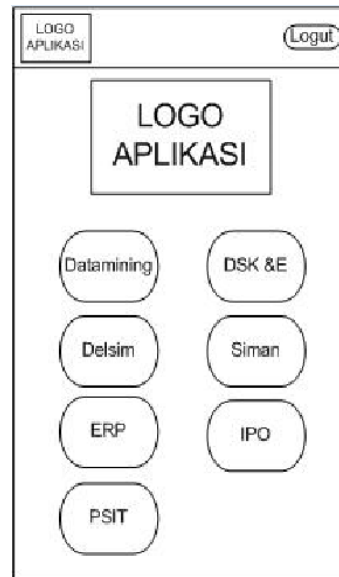 LOGO
APLIKASI
Logut
LOGO
APLIKASI
Datamining
DSK &E
Delsim
Siman
ERP
IPO
PSIT